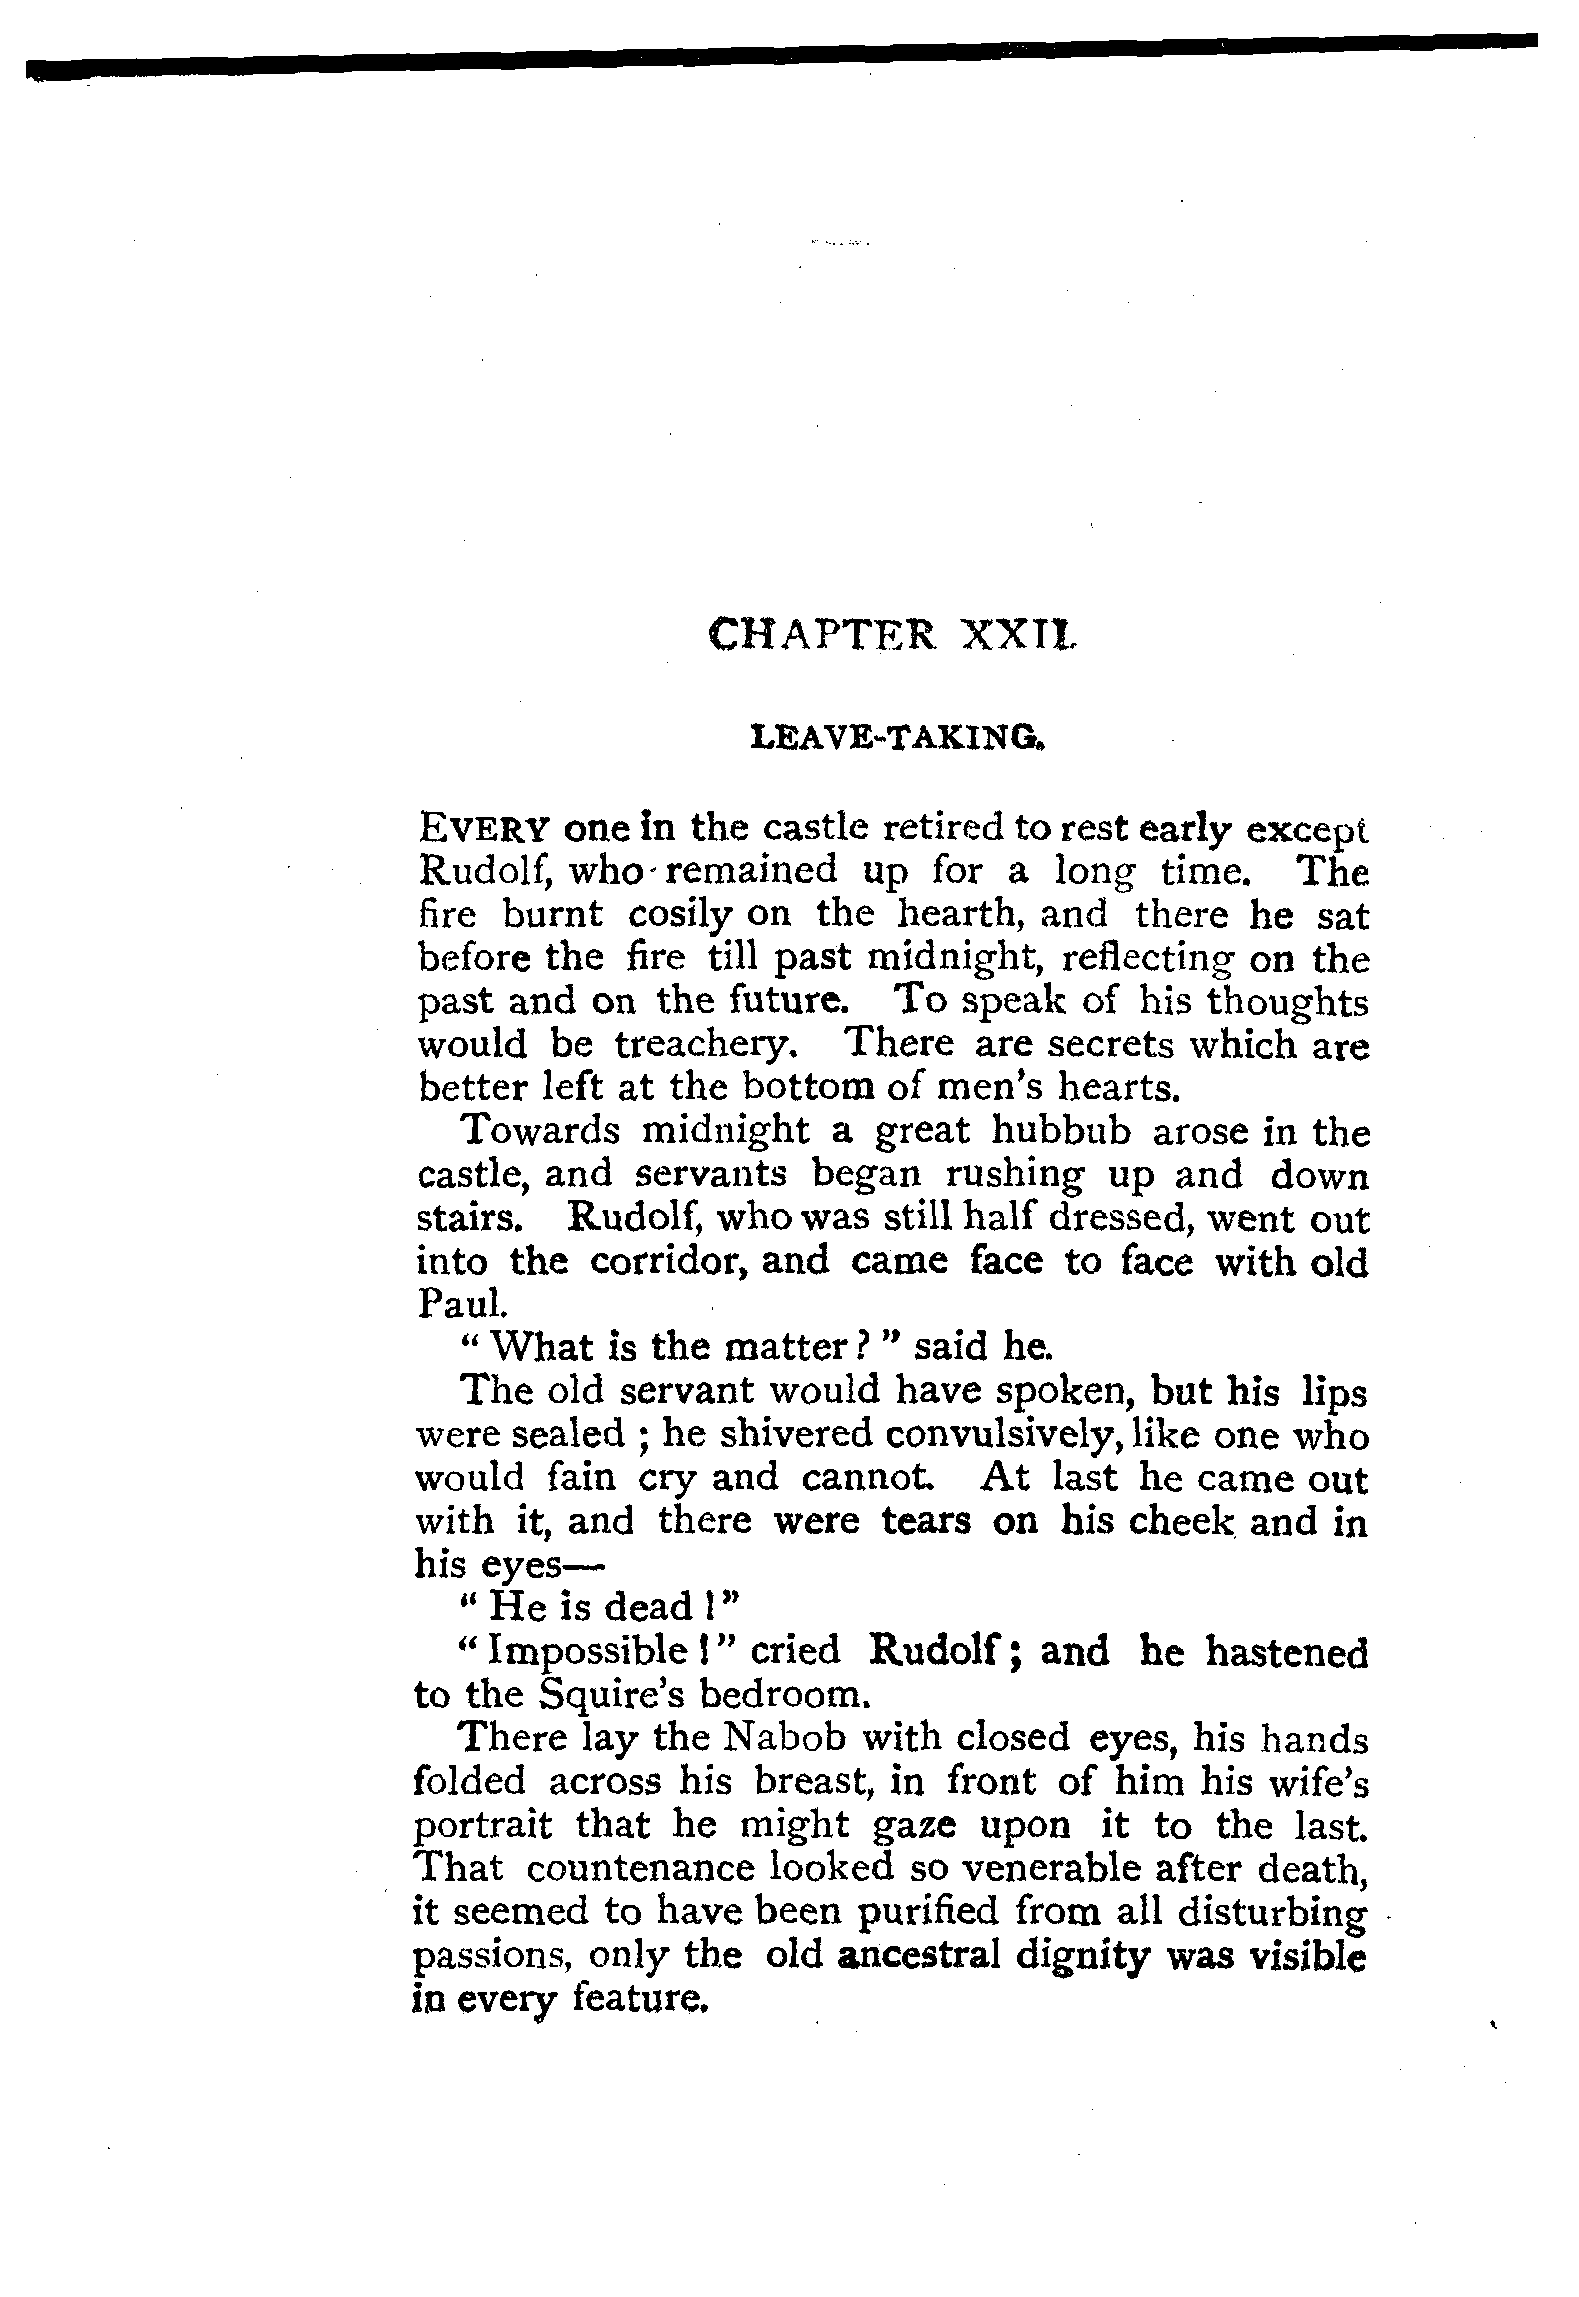 CHAPTER XXII.
LEAVE-TAKING.
EVERY one in the castle retired to rest early except
Rudolf, who remained up for a long time. The
fire burnt cosily on the hearth, and there he sat
before the fire till past midnight, reflecting on the
past and on the future. To speak of his thoughts
would be treachery. There are secrets which are
better left at the bottom of men's hearts.
Towards midnight a great hubbub arose in the
castle, and servants began rushing up and down
stairs. Rudolf, who was still half dressed, went out
into the corridor, and came face to face with old
Paul.
“ What is the matter ? ” said he.
The old servant would have spoken, but his lips
were sealed ; he shivered convulsively, like one who
would fain cry and cannot. At last he came out
with it, and there were tears on his cheek and in
his eyes—
“ He is dead !”
“ Impossible !” cried Rudolf ; and he hastened
to the Squire's bedroom.
There lay the Nabob with closed eyes, his hands
folded across his breast, in front of him his wife's
portrait that he might gaze upon it to the last.
That countenance looked so venerable after death,
it seemed to have been purified from all disturbing
passions, only the old ancestral dignity was visible
in every feature.